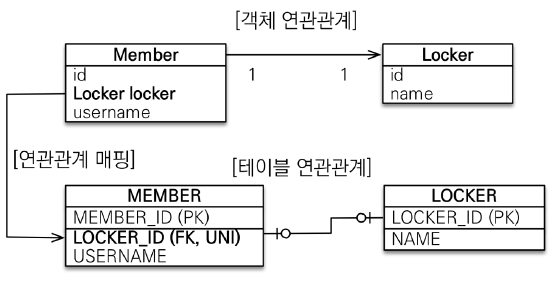 [객체 연관관계]
Member
id
Locker locker
username
1
1
Locker
id
name
[연관관계 매핑]
[테이블 연관관계]
MEMBER
MEMBER_ID (PK)
LOCKER_ID (FK, UNI)
USERNAME
LOCKER
LOCKER_ID (PK)
NAME